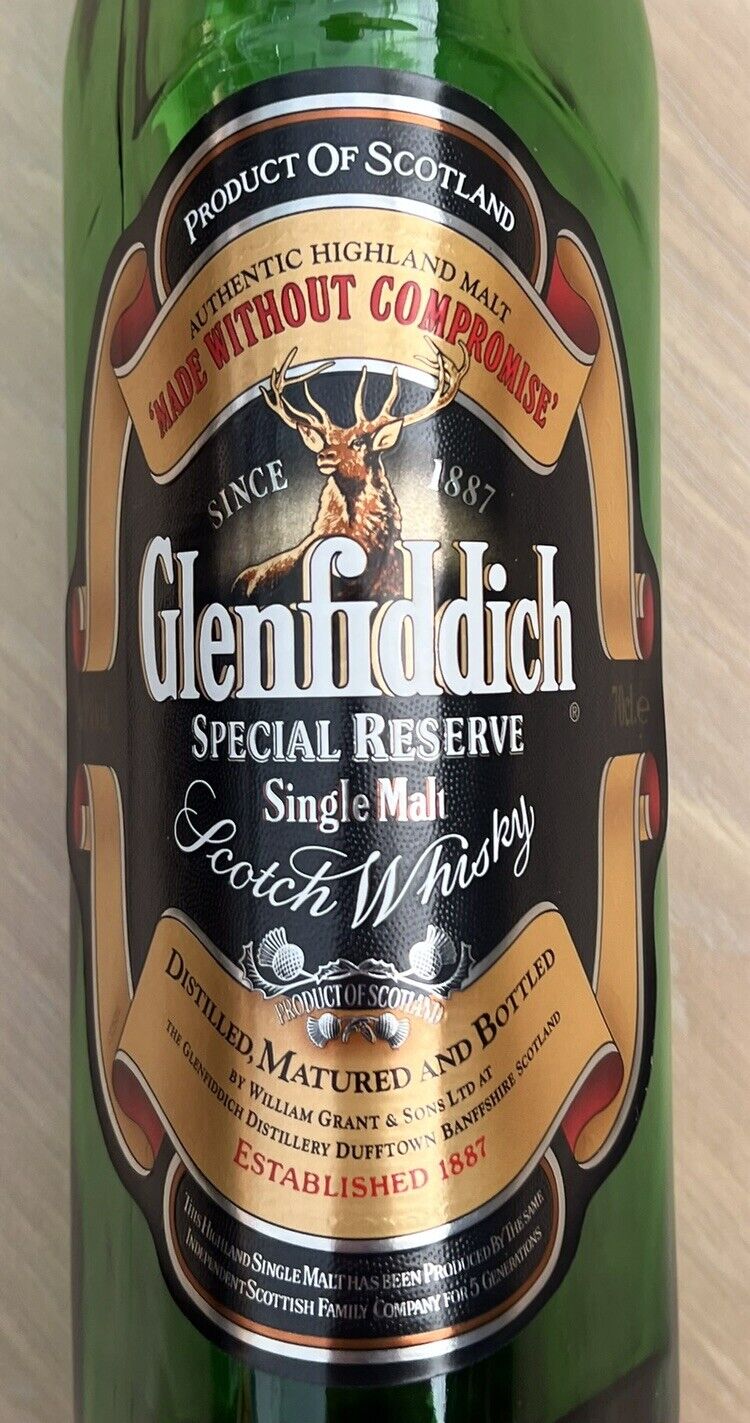 PRODUCT OF SCOTLAND
AUTHENTIC HIGHLAND MALT
'MADE WITHOUT COMPROMISE'
SINCE 1887
Glenfiddich
®
70cl e
SPECIAL RESERVE
Single Malt
Scotch Whisky
PRODUCT OF SCOTLAND
DISTILLED, MATURED AND BOTTLED
BY WILLIAM GRANT & SONS LTD AT
THE GLENFIDDICH DISTILLERY DUFFTOWN BANFFSHIRE SCOTLAND
ESTABLISHED 1887
THIS HIGHLAND SINGLE MALT HAS BEEN PRODUCED BY THE SAME
INDEPENDENT SCOTTISH FAMILY COMPANY FOR 5 GENERATIONS